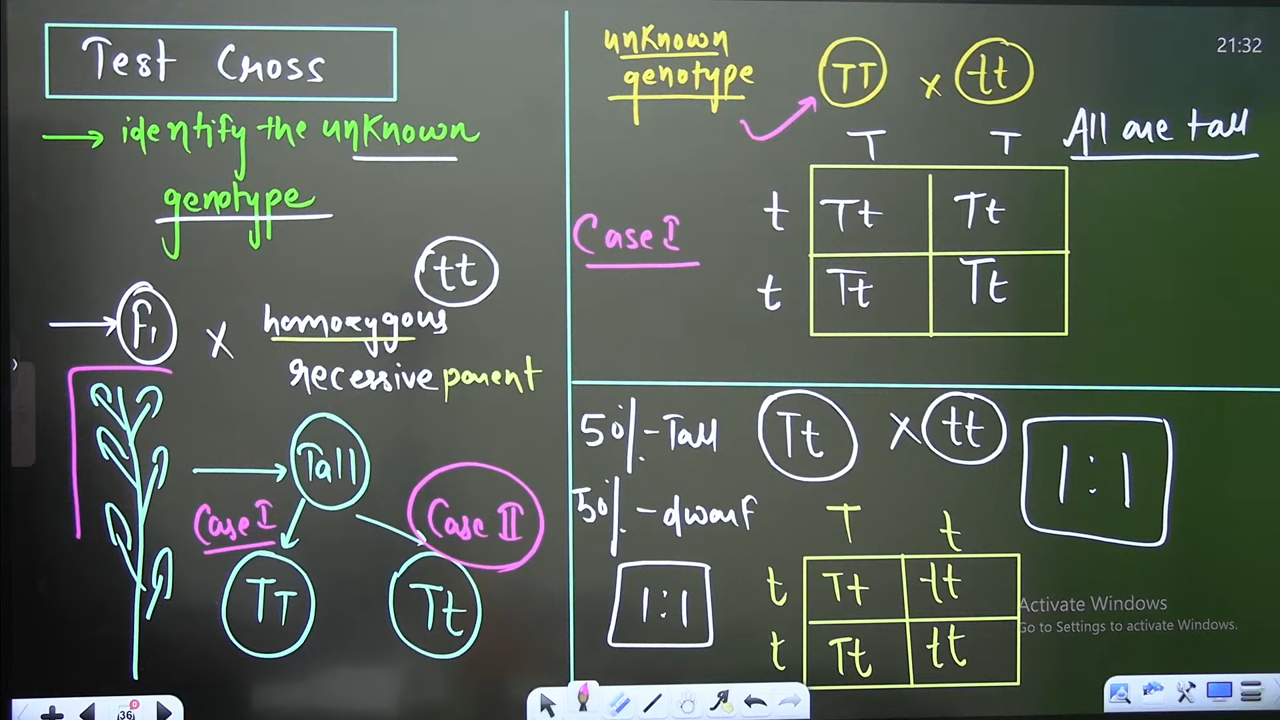 Test Cross
→ identify the unknown
genotype
tt
→ F1 × homozygous
recessive parent
→ Tall
Case I
Case II
TT
Tt
unknown
genotype
TT × tt
21:32
All are tall
T T
Case I
t Tt Tt
t Tt Tt
50%-Tall
Tt × tt
1:1
50%-dwarf
T t
1:1
t Tt tt
t Tt tt
Activate Windows
Go to Settings to activate Windows.
36